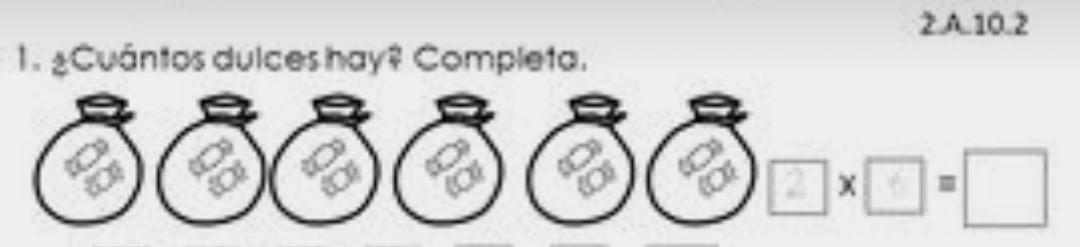 2.A.10.2
1. ¿Cuántos dulces hay? Completa.
2 x 6 =